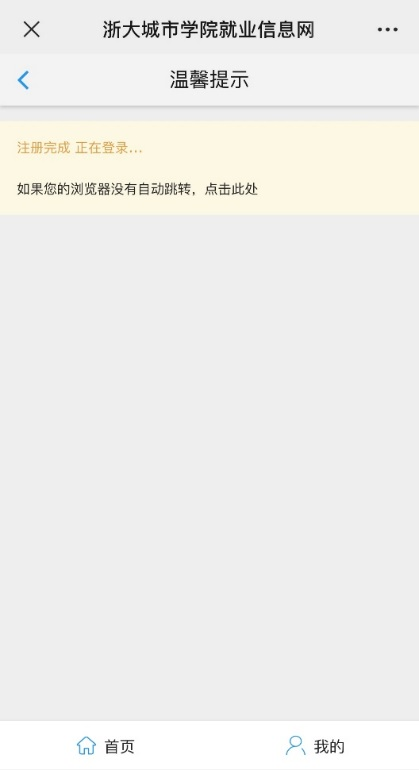 浙大城市学院就业信息网
温馨提示
注册完成 正在登录...
如果您的浏览器没有自动跳转，点击此处
首页
我的